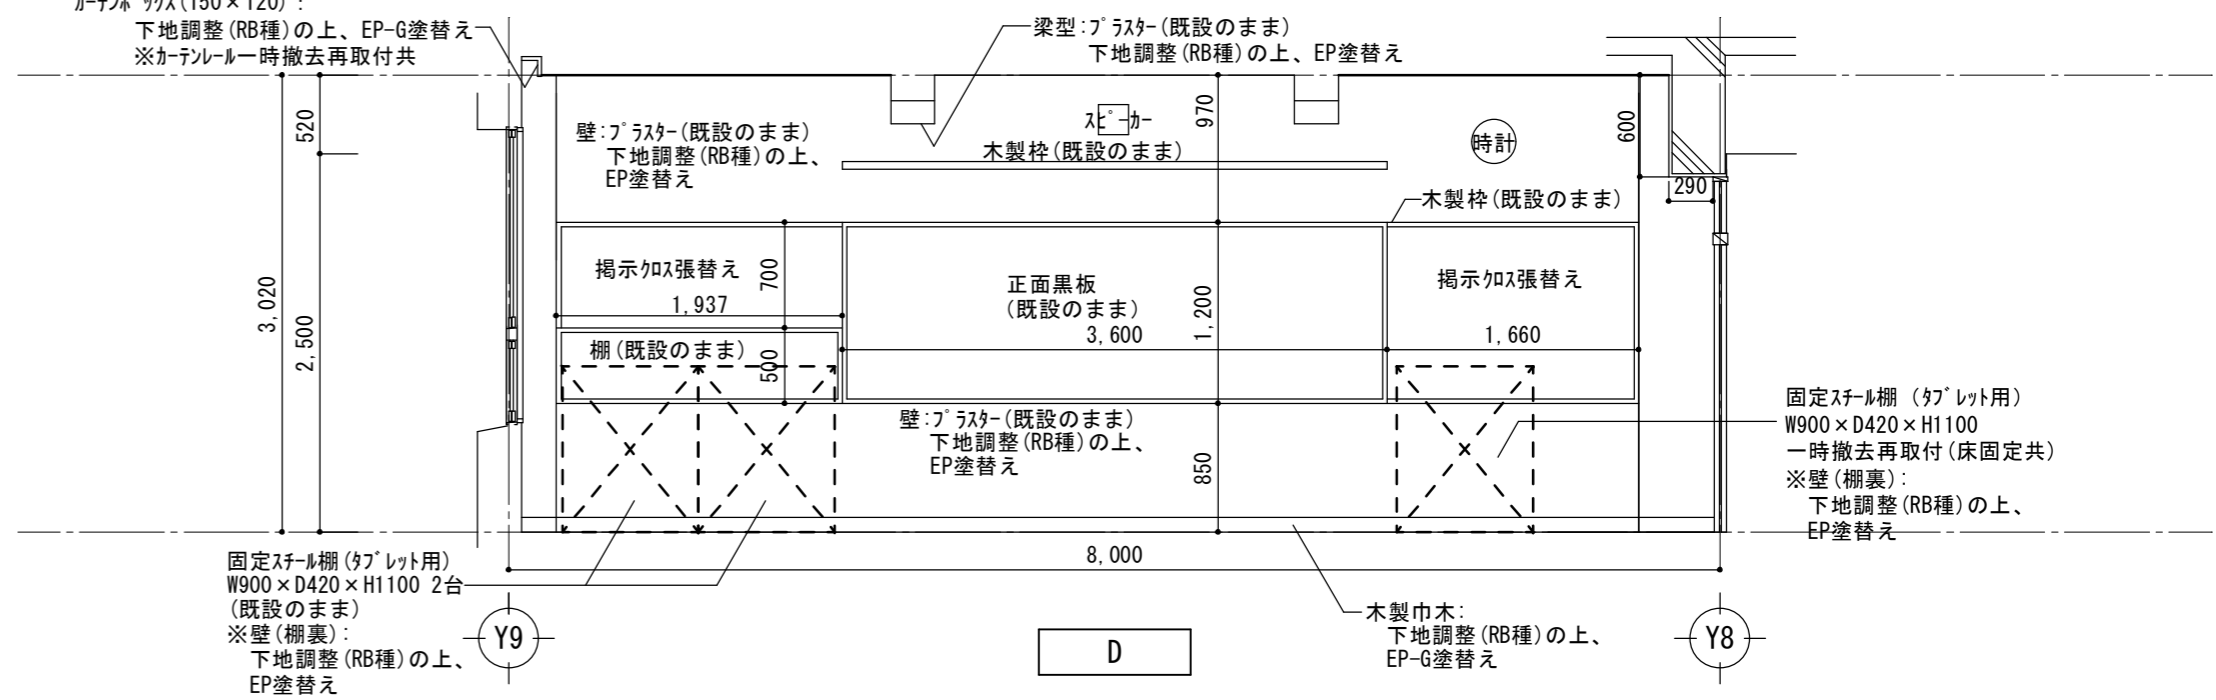 カーテンボックス(150×120):
下地調整(RB種)の上、EP-G塗替え
※カーテンレール一時撤去再取付共
梁型:プラスター(既設のまま)
下地調整(RB種)の上、EP塗替え
520
2,500
3,020
壁:プラスター(既設のまま)
下地調整(RB種)の上、
EP塗替え
スピーカー
970
木製枠(既設のまま)
時計
600
290
木製枠(既設のまま)
掲示クロス張替え
700
1,937
正面黒板
(既設のまま)
3,600
1,200
掲示クロス張替え
1,660
棚(既設のまま)
500
壁:プラスター(既設のまま)
下地調整(RB種)の上、
EP塗替え
850
固定スチール棚 (タブレット用)
W900×D420×H1100
一時撤去再取付(床固定共)
※壁(棚裏):
下地調整(RB種)の上、
EP塗替え
固定スチール棚(タブレット用)
W900×D420×H1100 2台
(既設のまま)
※壁(棚裏):
下地調整(RB種)の上、
EP塗替え
8,000
木製巾木:
下地調整(RB種)の上、
EP-G塗替え
Y9
D
Y8